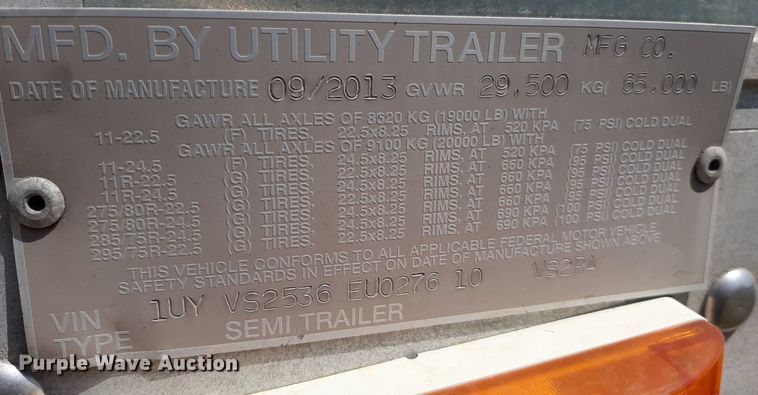 MFD. BY UTILITY TRAILER MFG CO.
DATE OF MANUFACTURE 09/2013 GVWR 29.500 KG( 65.000 LB)
GAWR ALL AXLES OF 8620 KG (19000 LB) WITH
11-22.5 (F) TIRES, 22.5x8.25 RIMS, AT 520 KPA (75 PSI) COLD DUAL
GAWR ALL AXLES OF 9100 KG (20000 LB) WITH
11-24.5 (F) TIRES, 24.5x8.25 RIMS, AT 520 KPA (75 PSI) COLD DUAL
11R-22.5 (G) TIRES, 22.5x8.25 RIMS, AT 660 KPA (95 PSI) COLD DUAL
11R-24.5 (G) TIRES, 24.5x8.25 RIMS, AT 660 KPA (95 PSI) COLD DUAL
275/80R-22.5 (G) TIRES, 22.5x8.25 RIMS, AT 660 KPA (95 PSI) COLD DUAL
275/80R-24.5 (G) TIRES, 24.5x8.25 RIMS, AT 660 KPA (95 PSI) COLD DUAL
285/75R-24.5 (G) TIRES, 24.5x8.25 RIMS, AT 690 KPA (100 PSI) COLD DUAL
295/75R-22.5 (G) TIRES, 22.5x8.25 RIMS, AT 690 KPA (100 PSI) COLD DUAL
THIS VEHICLE CONFORMS TO ALL APPLICABLE FEDERAL MOTOR VEHICLE
SAFETY STANDARDS IN EFFECT ON DATE OF MANUFACTURE SHOWN ABOVE
VIN 1UY VS2536 EU0276 10 VS2RA
TYPE SEMI TRAILER
Purple Wave Auction